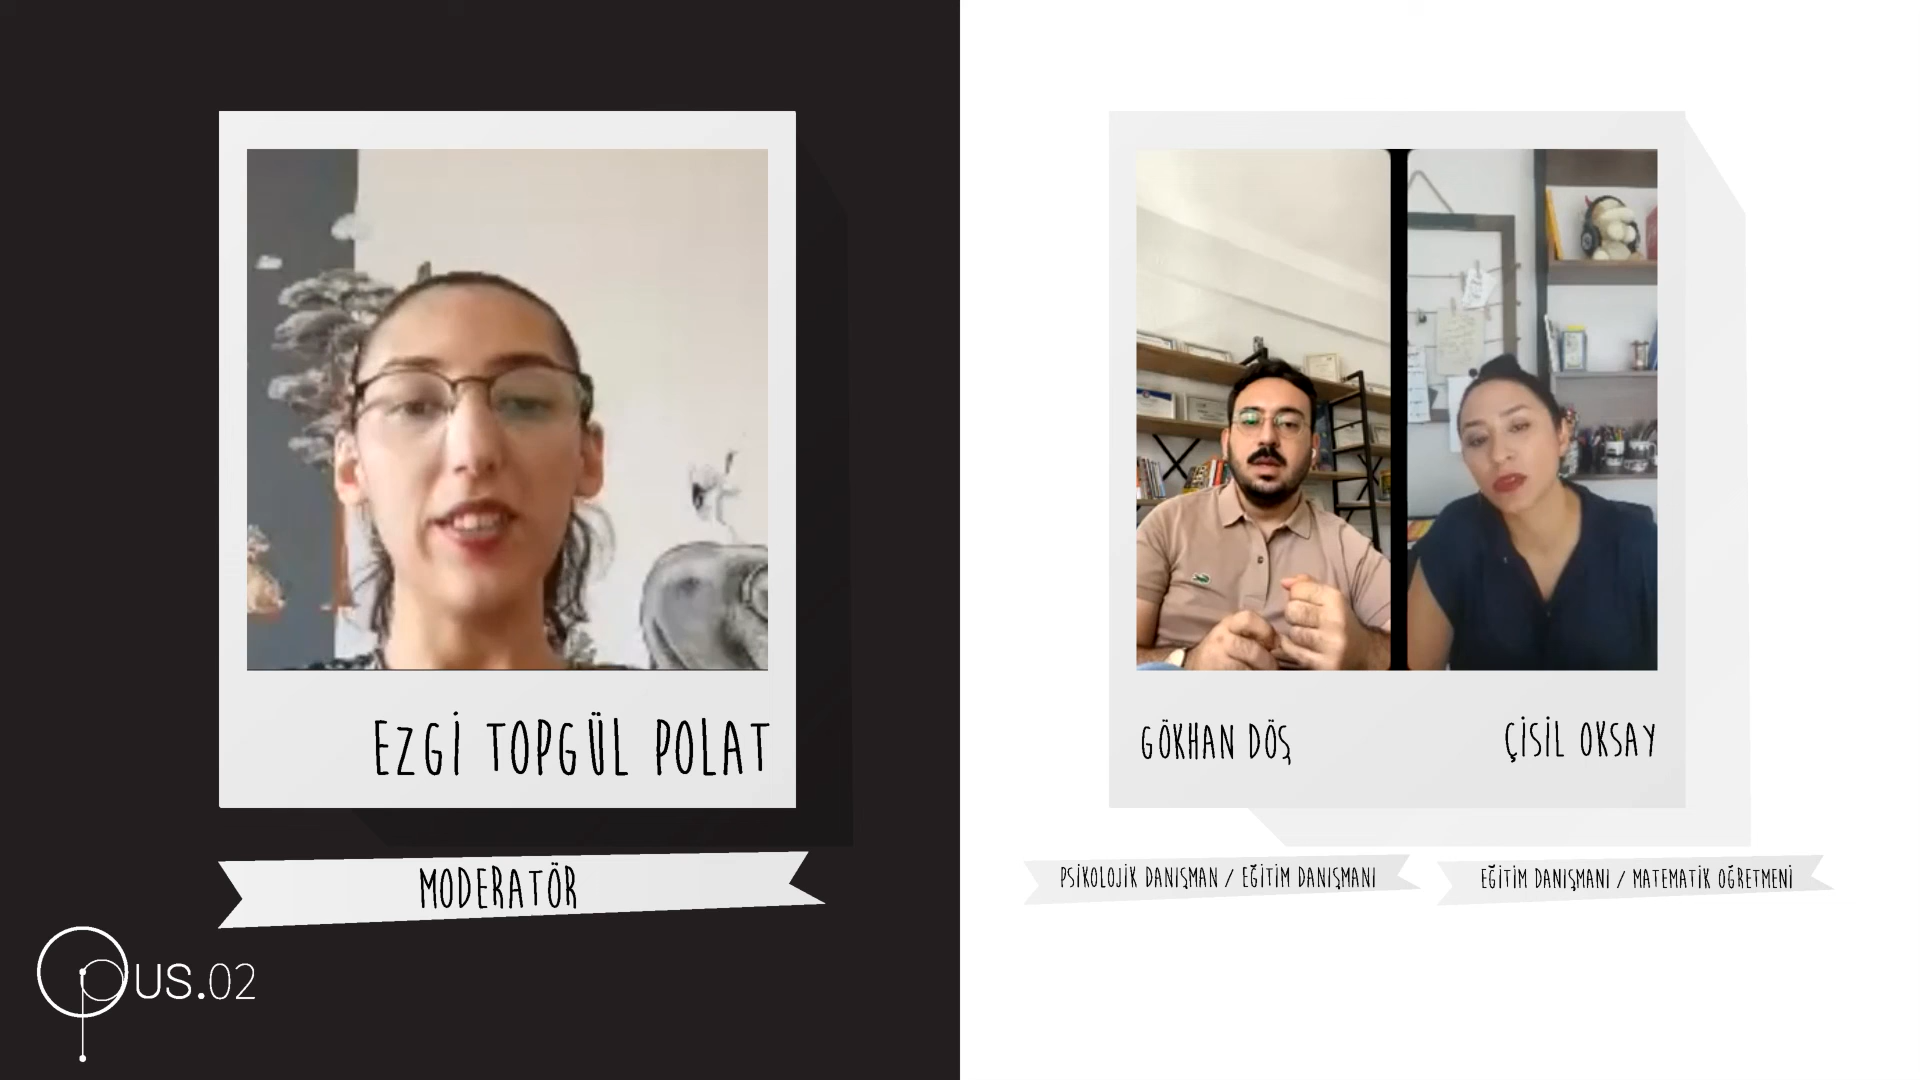 EZGİ TOPGÜL POLAT
MODERATÖR
GÖKHAN DÖŞ
ÇİSİL OKSAY
PSİKOLOJİK DANIŞMAN / EĞİTİM DANIŞMANI
EĞİTİM DANIŞMANI / MATEMATİK ÖĞRETMENİ
OPUS.02